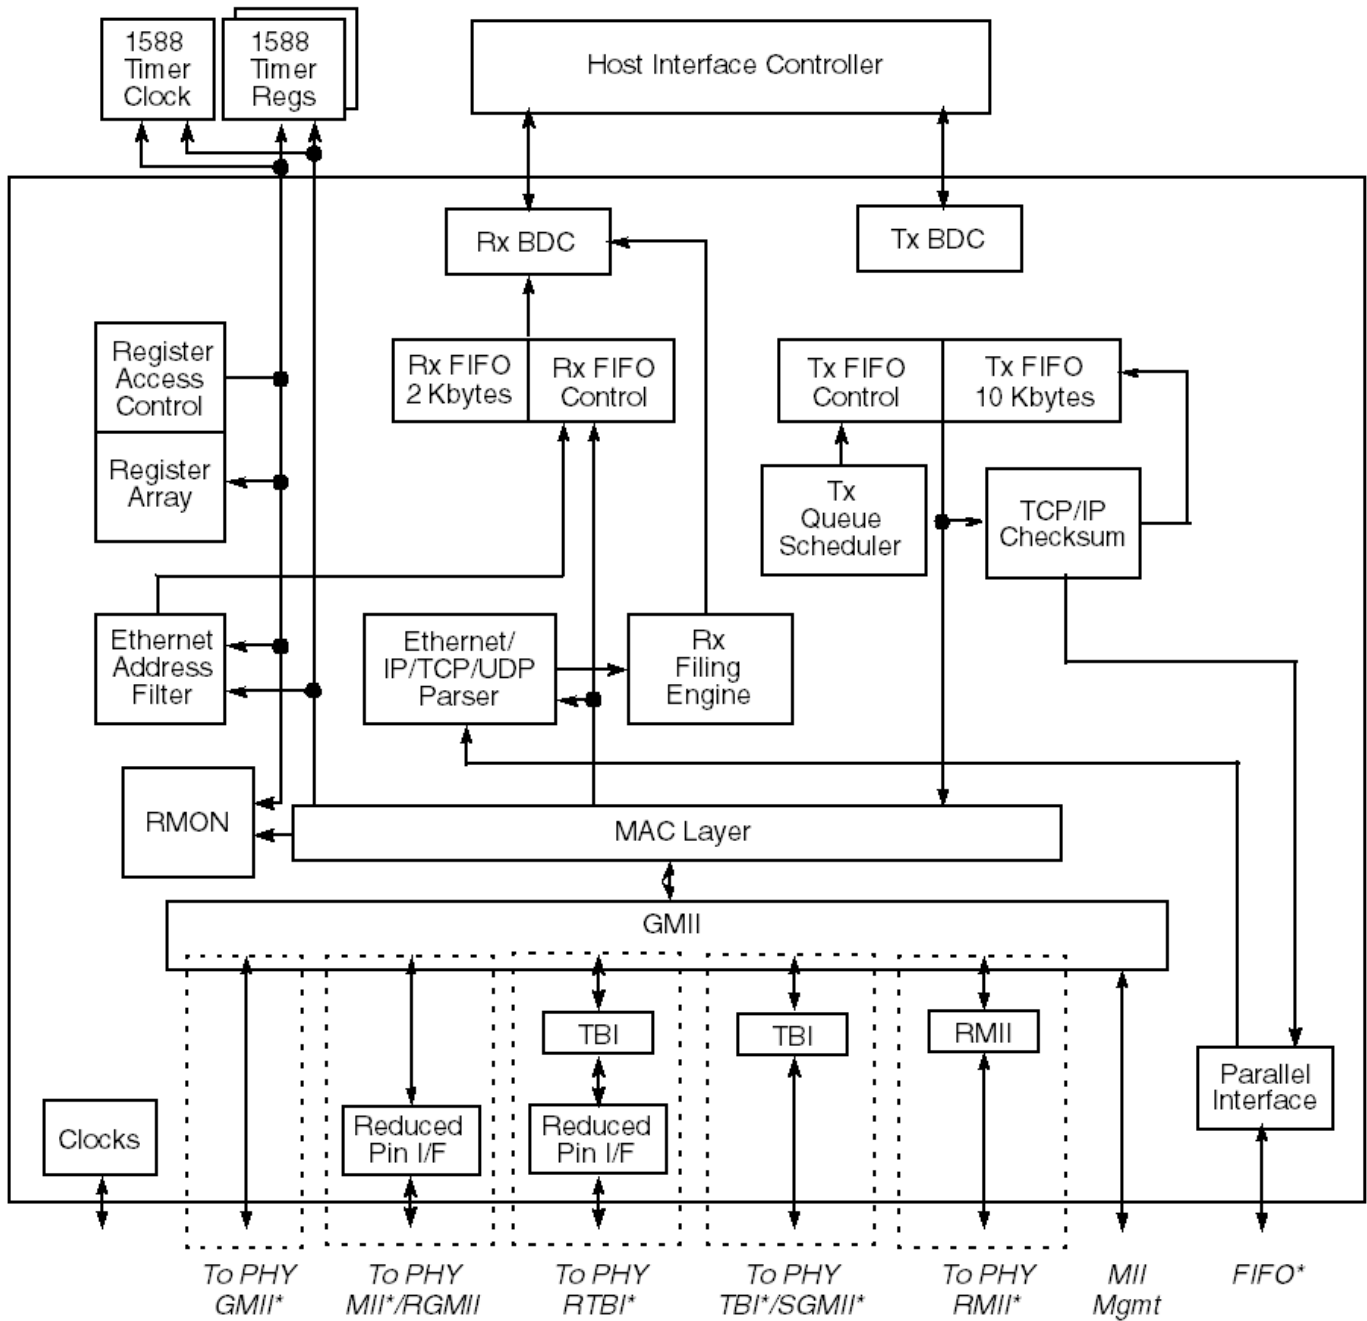 1588
Timer
Clock
1588
Timer
Regs
Host Interface Controller
Rx BDC
Tx BDC
Register
Access
Control
Register
Array
Rx FIFO
2 Kbytes
Rx FIFO
Control
Tx FIFO
Control
Tx FIFO
10 Kbytes
Tx
Queue
Scheduler
TCP/IP
Checksum
Ethernet
Address
Filter
Ethernet/
IP/TCP/UDP
Parser
Rx
Filing
Engine
RMON
MAC Layer
GMII
TBI
TBI
RMII
Parallel
Interface
Clocks
Reduced
Pin I/F
Reduced
Pin I/F
To PHY
GMII*
To PHY
MII*/RGMII
To PHY
RTBI*
To PHY
TBI*/SGMII*
To PHY
RMII*
MII
Mgmt
FIFO*